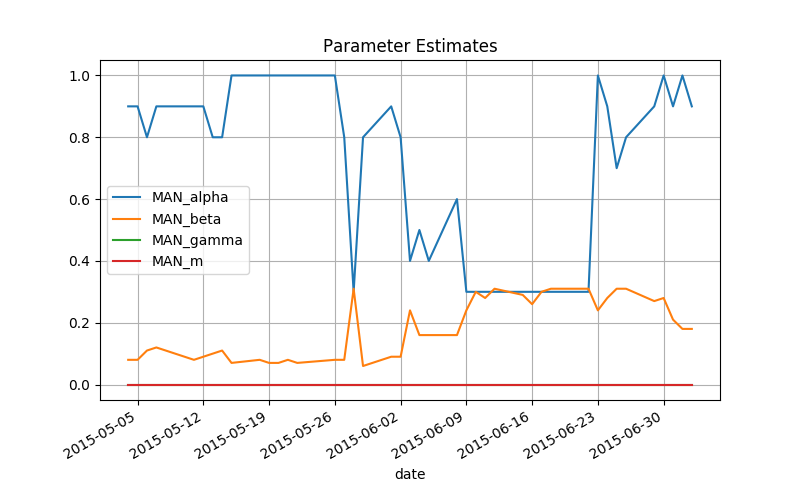 Parameter Estimates
1.0
0.8
0.6
0.4
0.2
0.0
MAN_alpha
MAN_beta
MAN_gamma
MAN_m
2015-05-05
2015-05-12
2015-05-19
2015-05-26
2015-06-02
2015-06-09
2015-06-16
2015-06-23
2015-06-30
date